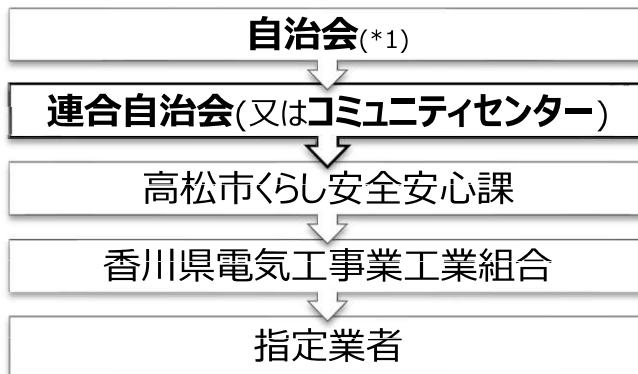 自治会(*1)
連合自治会(又はコミュニティセンター)
高松市くらし安全安心課
香川県電気工事業工業組合
指定業者